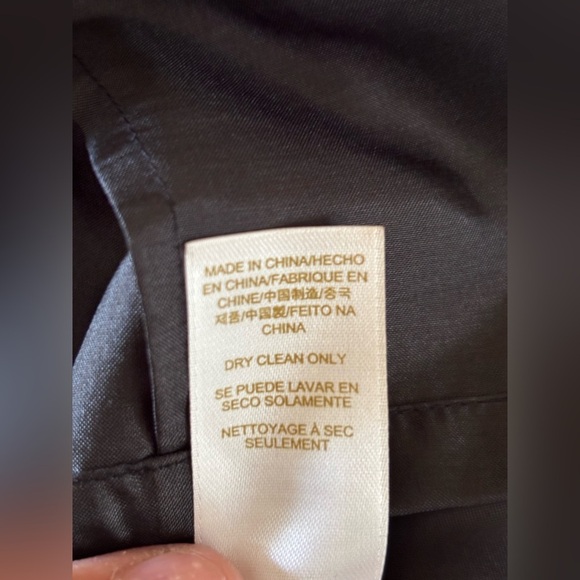 MADE IN CHINA/HECHO
EN CHINA/FABRIQUE EN
CHINE/中国制造/중국
제품/中国製/FEITO NA
CHINA
DRY CLEAN ONLY
SE PUEDE LAVAR EN
SECO SOLAMENTE
NETTOYAGE À SEC
SEULEMENT